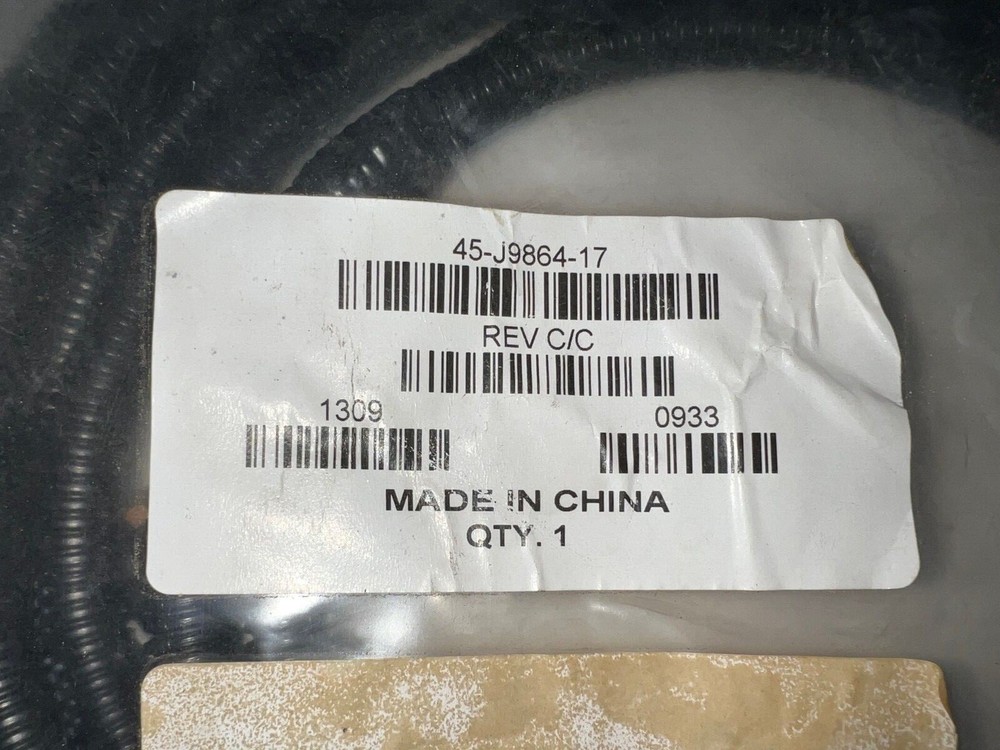 45-J9864-17
REV C/C
1309 0933
MADE IN CHINA
QTY. 1